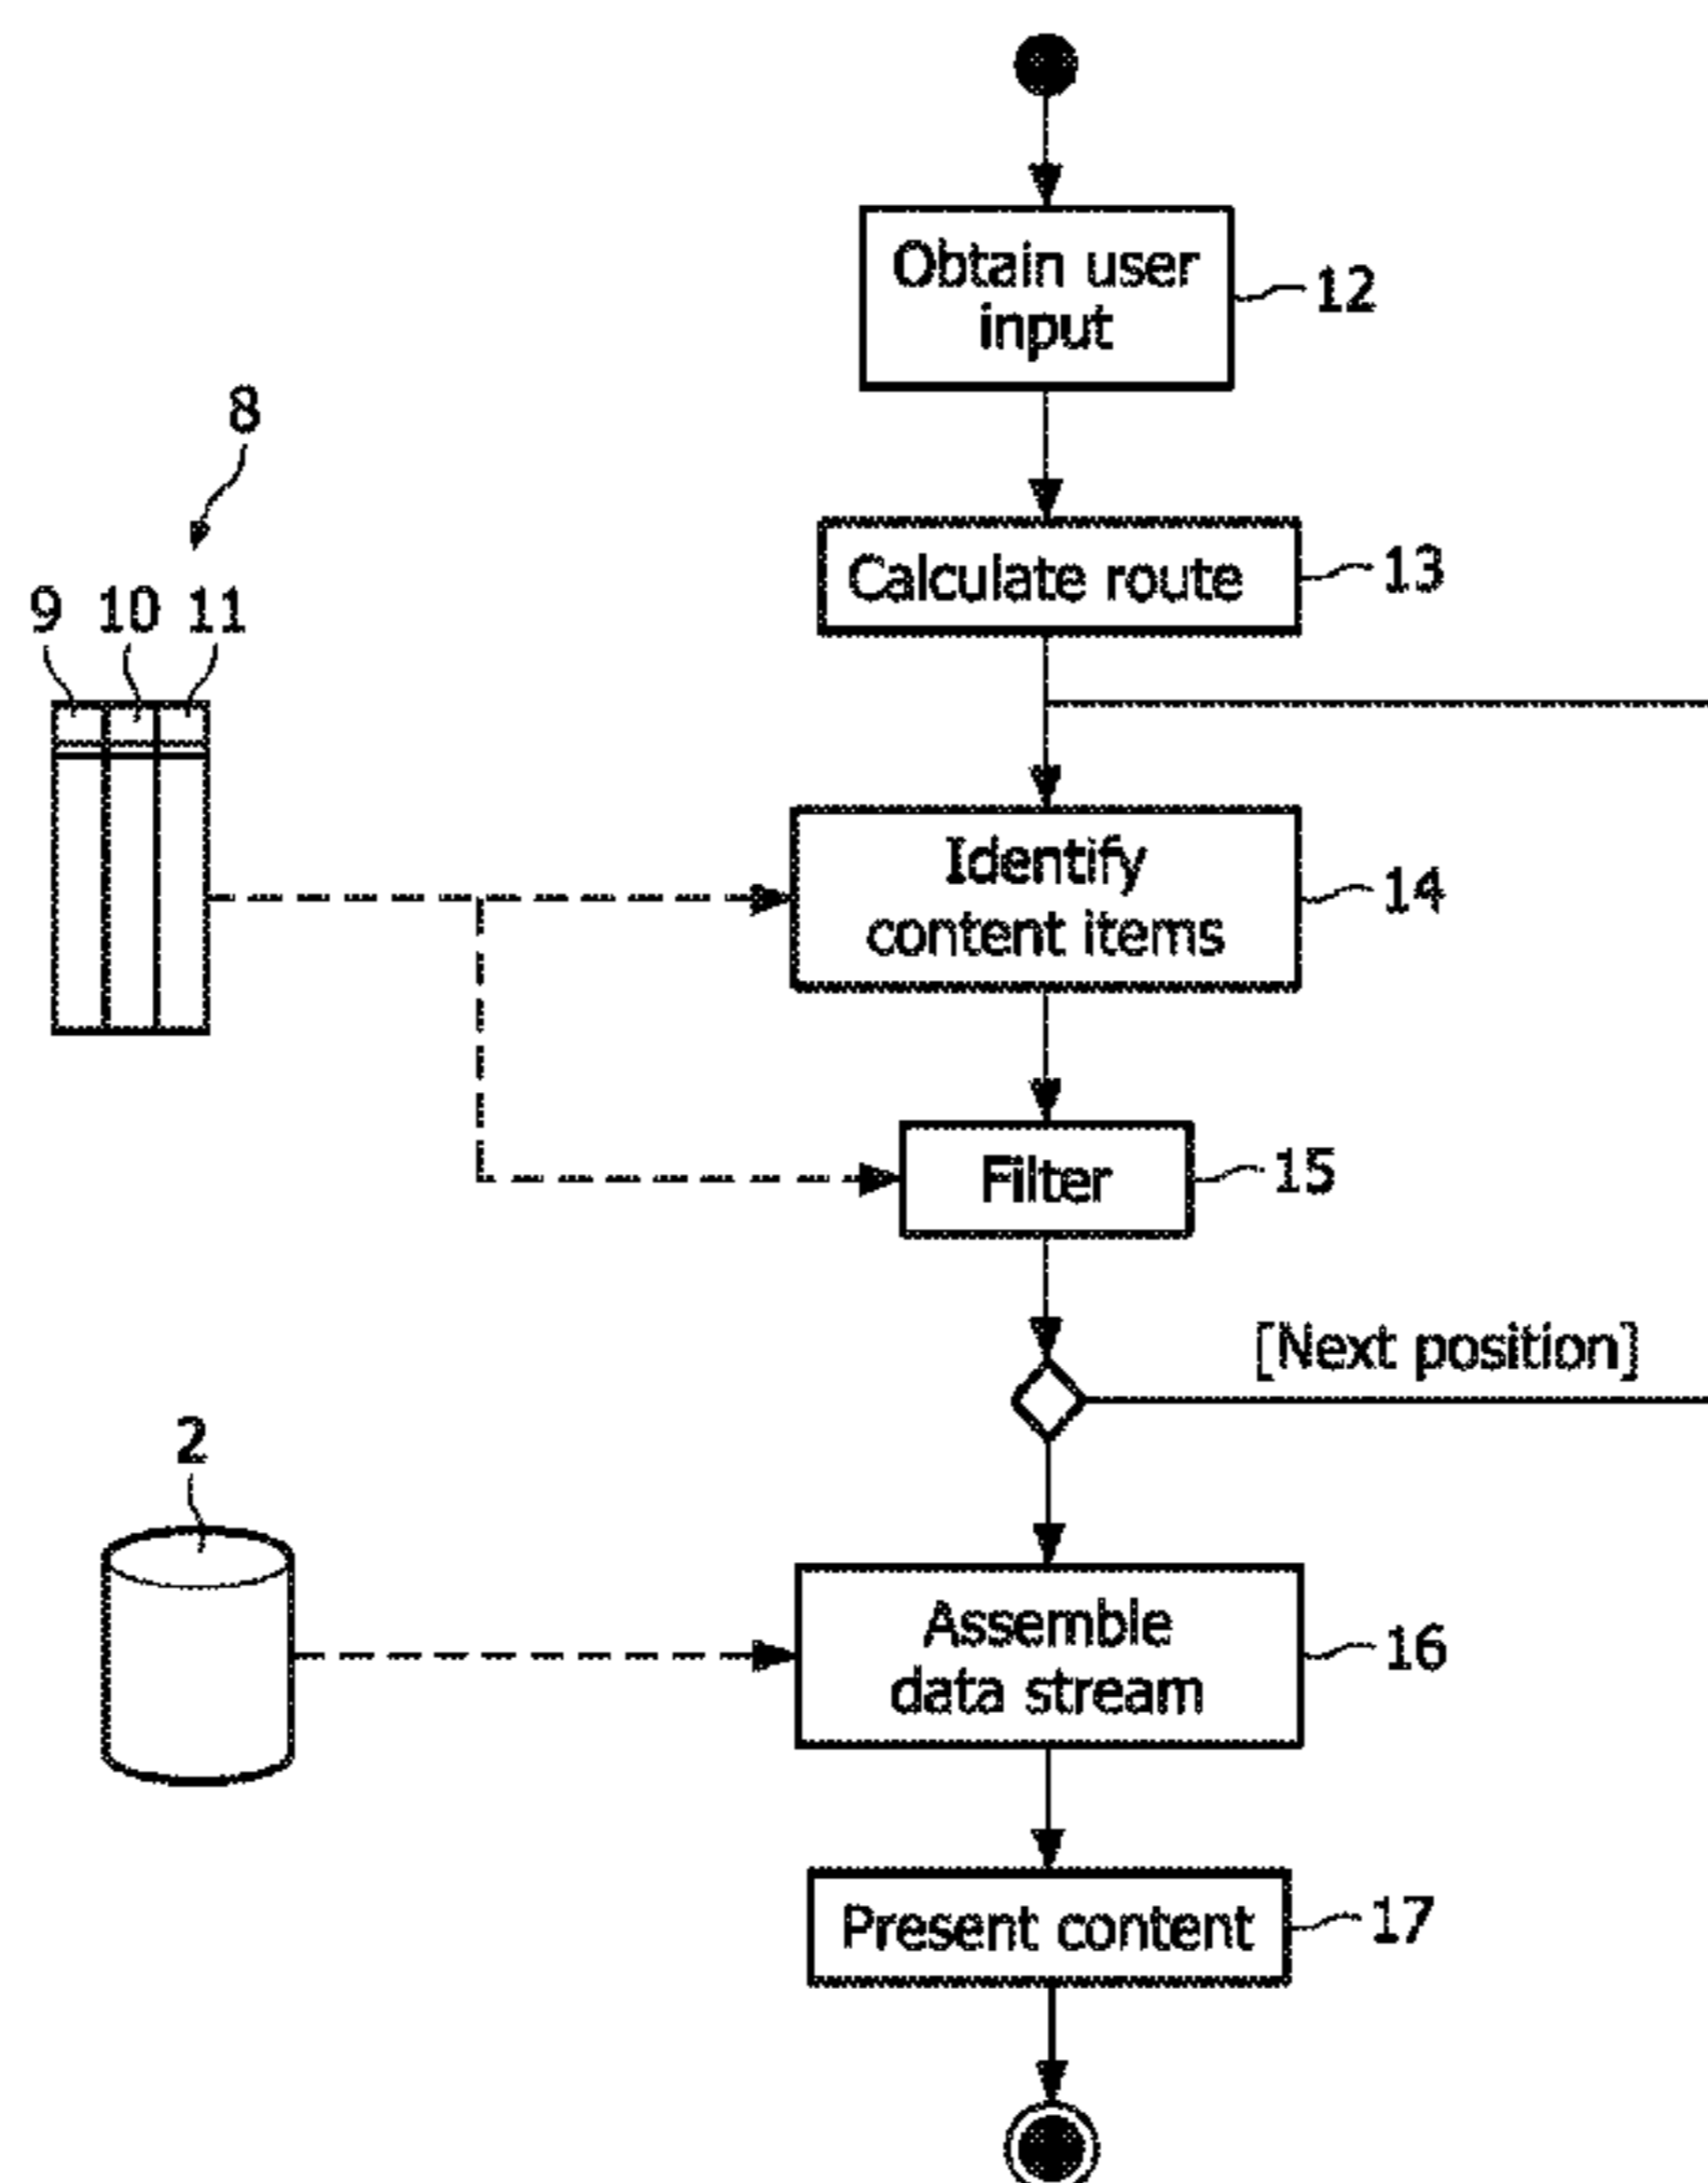 Obtain user
input
12
8
Calculate route
13
9 10 11
Identify
content items
14
Filter
15
[Next position]
2
Assemble
data stream
16
Present content
17